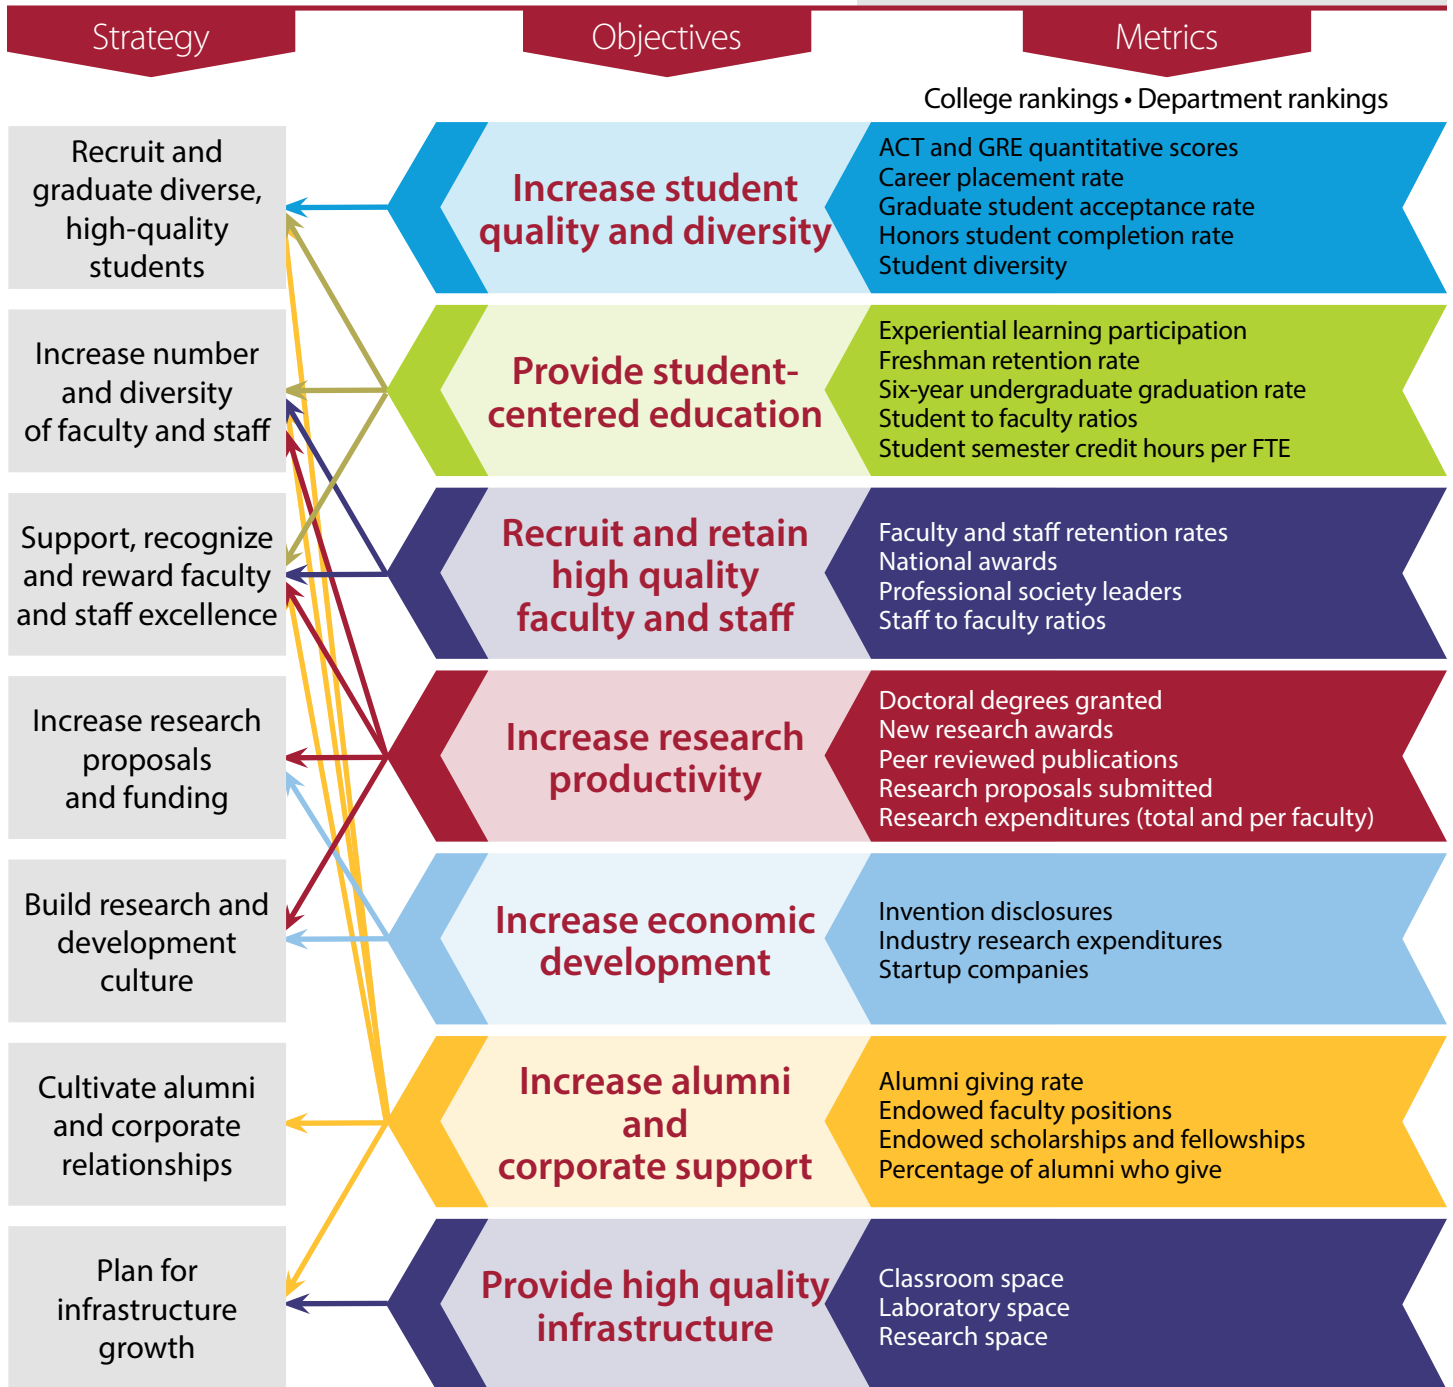 Strategy
Objectives
Metrics
College rankings • Department rankings
Recruit and
graduate diverse,
high-quality
students
Increase student
quality and diversity
ACT and GRE quantitative scores
Career placement rate
Graduate student acceptance rate
Honors student completion rate
Student diversity
Increase number
and diversity
of faculty and staff
Provide student-
centered education
Experiential learning participation
Freshman retention rate
Six-year undergraduate graduation rate
Student to faculty ratios
Student semester credit hours per FTE
Support, recognize
and reward faculty
and staff excellence
Recruit and retain
high quality
faculty and staff
Faculty and staff retention rates
National awards
Professional society leaders
Staff to faculty ratios
Increase research
proposals
and funding
Increase research
productivity
Doctoral degrees granted
New research awards
Peer reviewed publications
Research proposals submitted
Research expenditures (total and per faculty)
Build research and
development
culture
Increase economic
development
Invention disclosures
Industry research expenditures
Startup companies
Cultivate alumni
and corporate
relationships
Increase alumni
and
corporate support
Alumni giving rate
Endowed faculty positions
Endowed scholarships and fellowships
Percentage of alumni who give
Plan for
infrastructure
growth
Provide high quality
infrastructure
Classroom space
Laboratory space
Research space